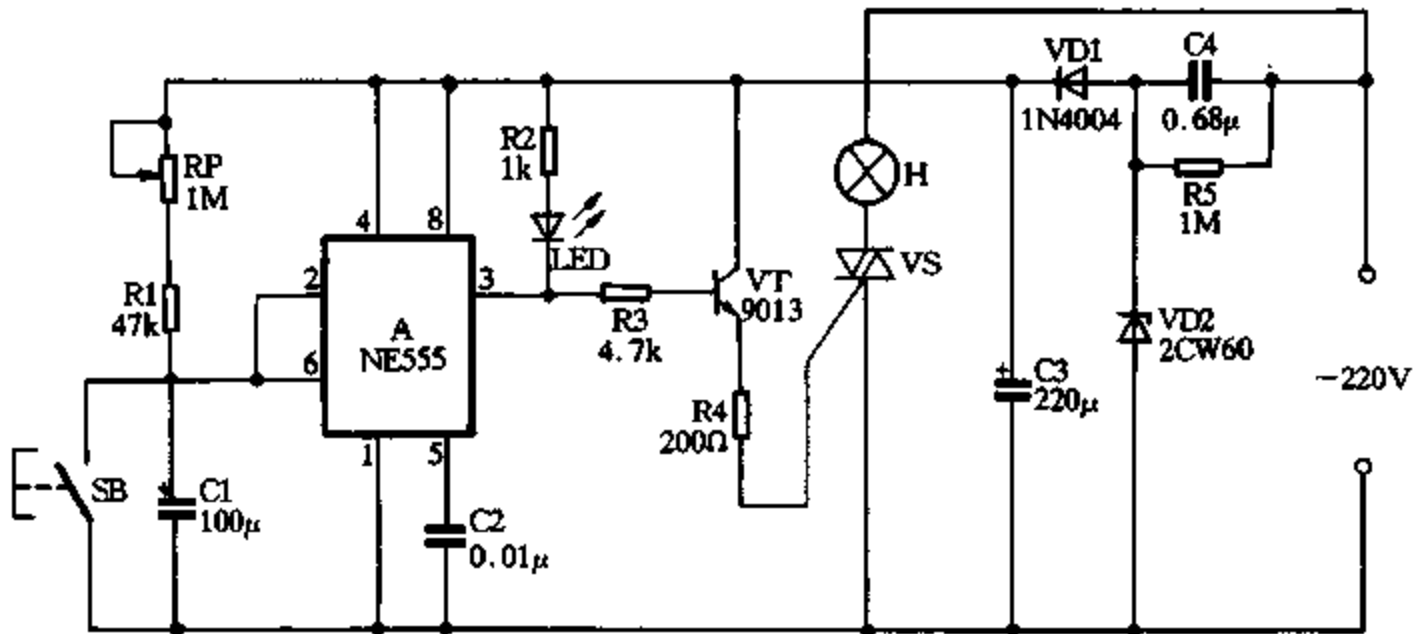 VD1
C4
1N4004
0.68μ
RP
1M
R2
1k
4
8
H
R5
1M
LED
VS
2
3
VT
9013
R1
47k
A
NE555
R3
4.7k
VD2
2CW60
6
~220V
C3
220μ
+
R4
200Ω
1
5
SB
C1
100μ
C2
0.01μ